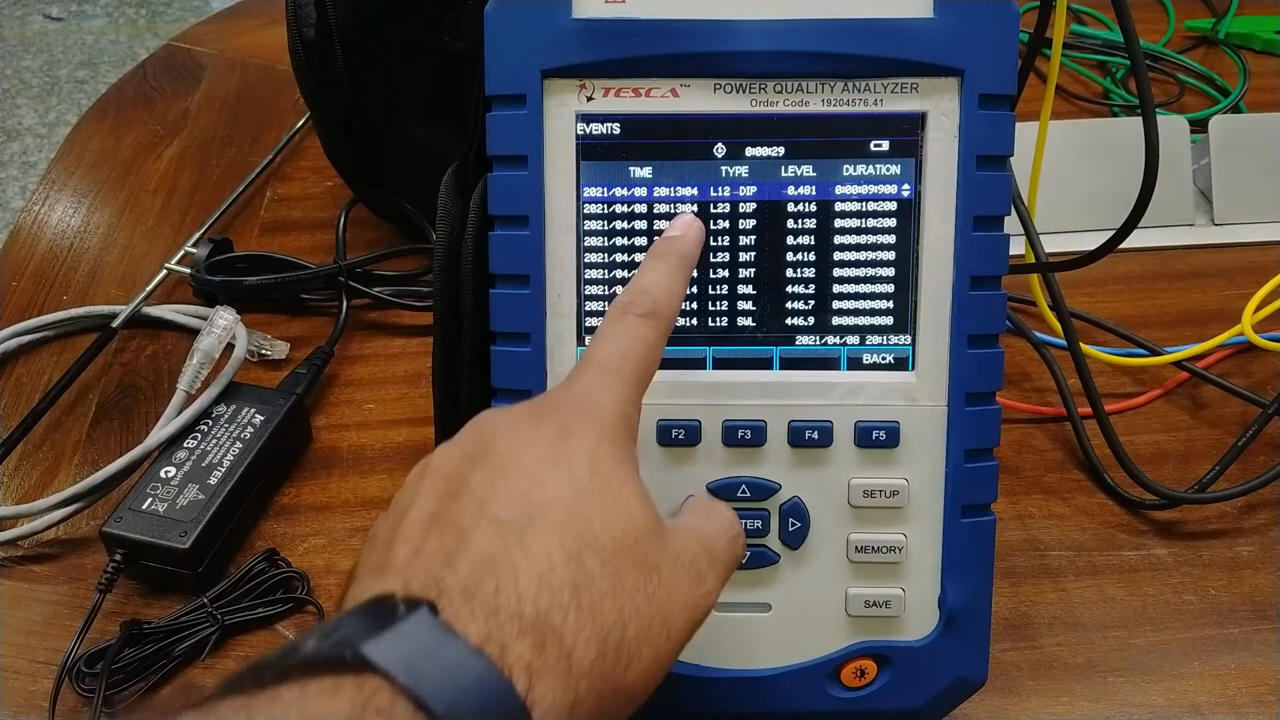 TESCA™ POWER QUALITY ANALYZER
Order Code - 19204576.41
EVENTS
0:00:29
TIME TYPE LEVEL DURATION
2021/04/08 20:13:04 L12 DIP 0.481 0:00:09:900
2021/04/08 20:13:04 L23 DIP 0.416 0:00:10:200
2021/04/08 L34 DIP 0.132 0:00:10:200
2021/04/08 L12 INT 0.481 0:00:09:900
2021/04/08 L23 INT 0.416 0:00:09:900
2021/04/08 L34 INT 0.132 0:00:09:900
L12 SWL 446.2 0:00:00:000
L12 SWL 446.7 0:00:00:004
:14 L12 SWL 446.9 0:00:00:000
2021/04/08 20:13:33
BACK
F2 F3 F4 F5
SETUP
MEMORY
SAVE
AC ADAPTER